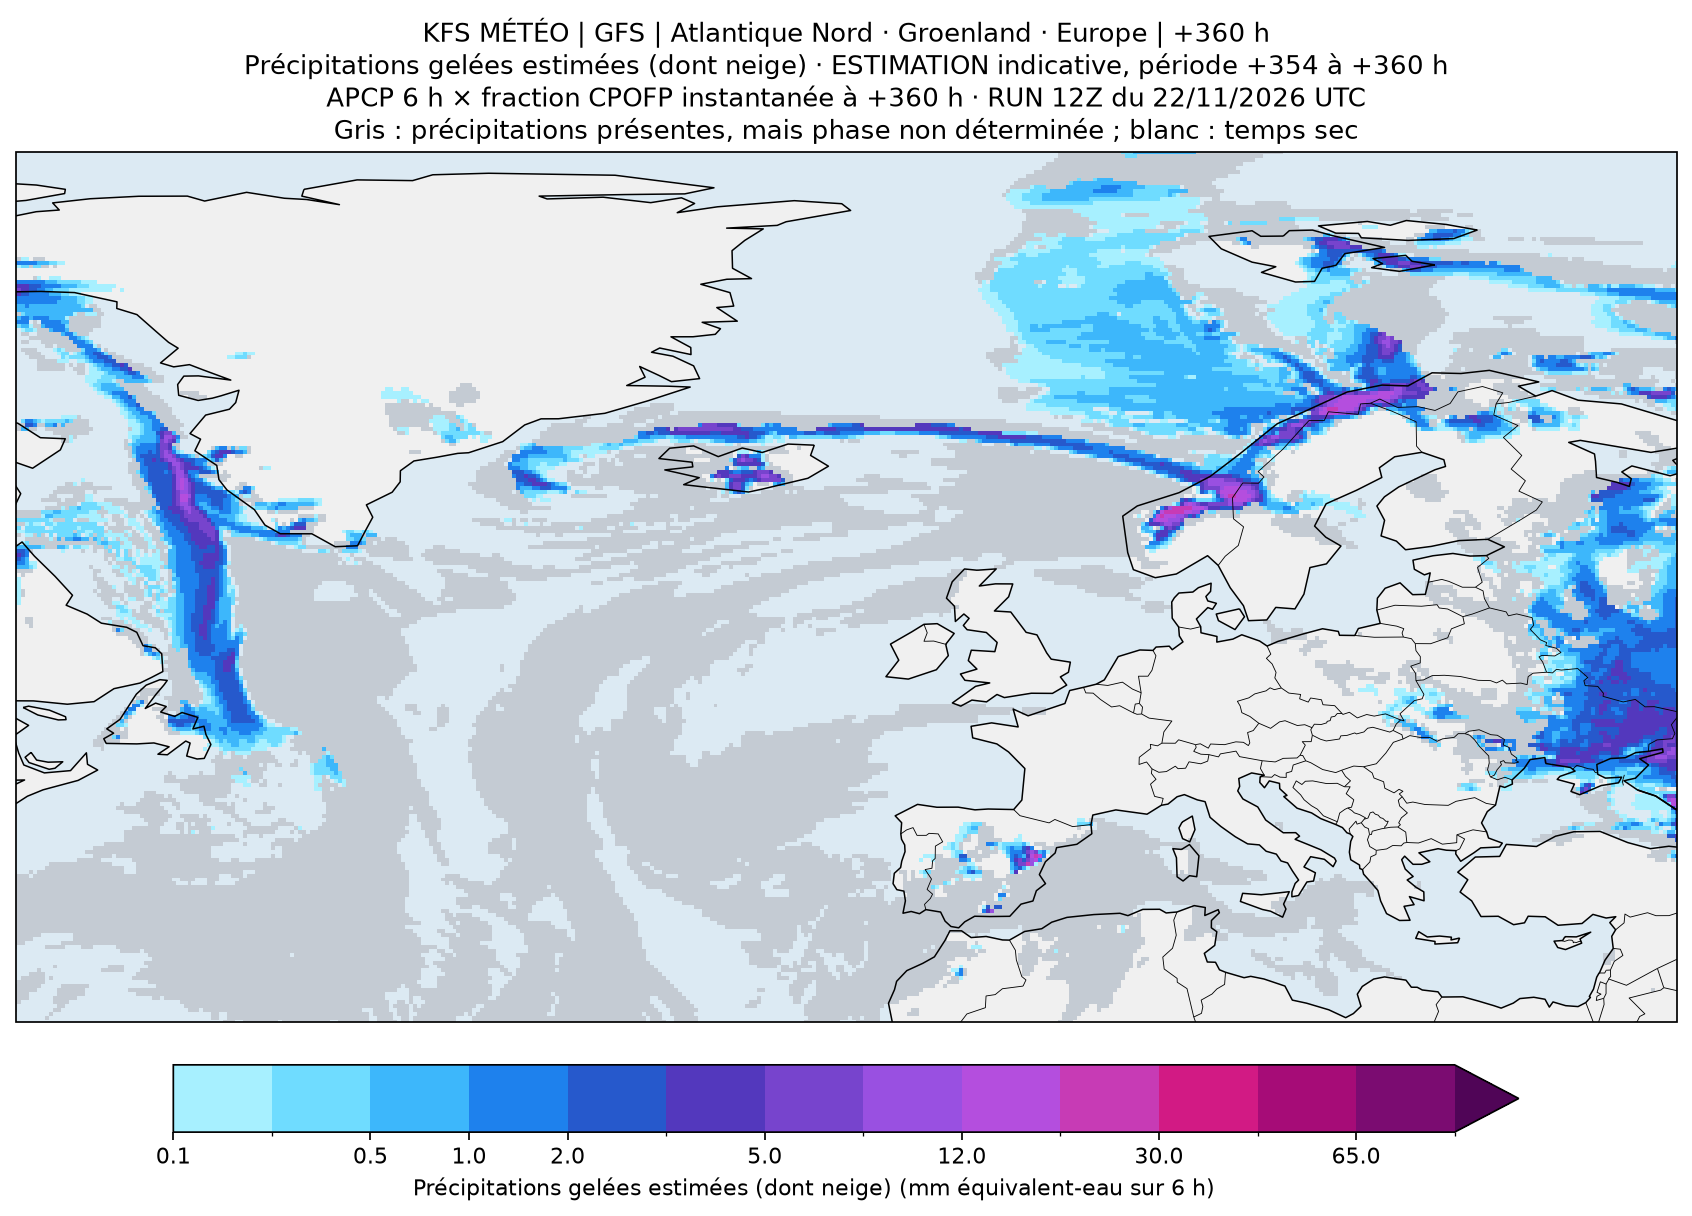 KFS MÉTÉO | GFS | Atlantique Nord · Groenland · Europe | +360 h
Précipitations gelées estimées (dont neige) · ESTIMATION indicative, période +354 à +360 h
APCP 6 h × fraction CPOFP instantanée à +360 h · RUN 12Z du 22/11/2026 UTC
Gris : précipitations présentes, mais phase non déterminée ; blanc : temps sec
0.1 0.5 1.0 2.0 5.0 12.0 30.0 65.0
Précipitations gelées estimées (dont neige) (mm équivalent-eau sur 6 h)